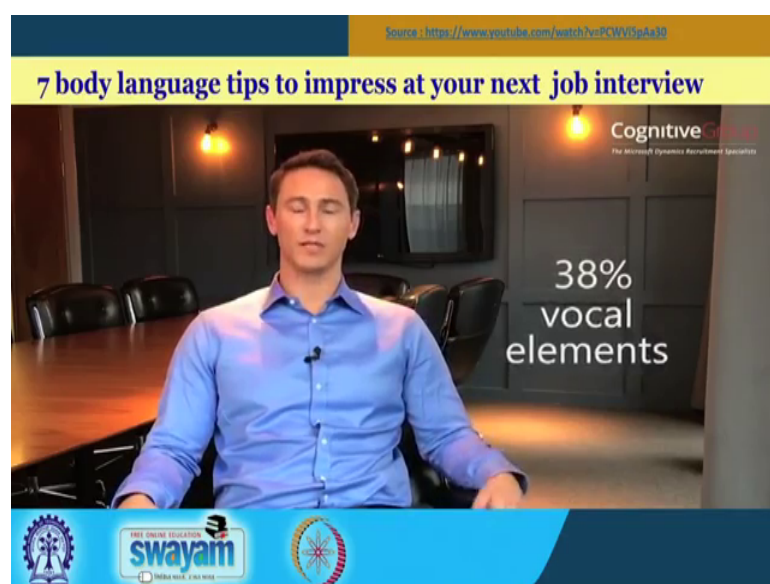 Source : https://www.youtube.com/watch?v=PCWVi5pAa30
7 body language tips to impress at your next job interview
CognitiveGroup
The Microsoft Dynamics Recruitment Specialists
38%
vocal
elements
FREE ONLINE EDUCATION
swayam